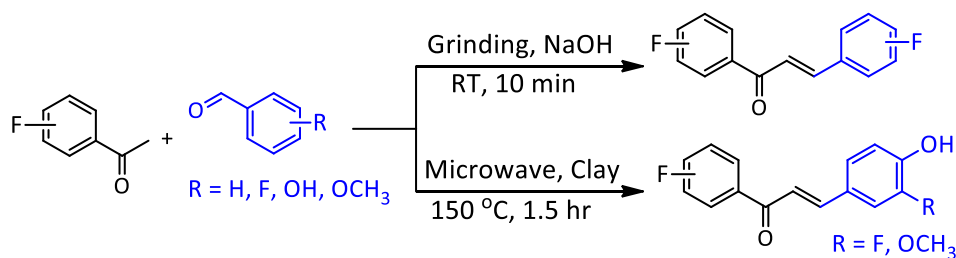 F
O
+
O
R
R = H, F, OH, OCH₃
Grinding, NaOH
RT, 10 min
F
O
F
Microwave, Clay
150 °C, 1.5 hr
F
O
OH
R
R = F, OCH₃